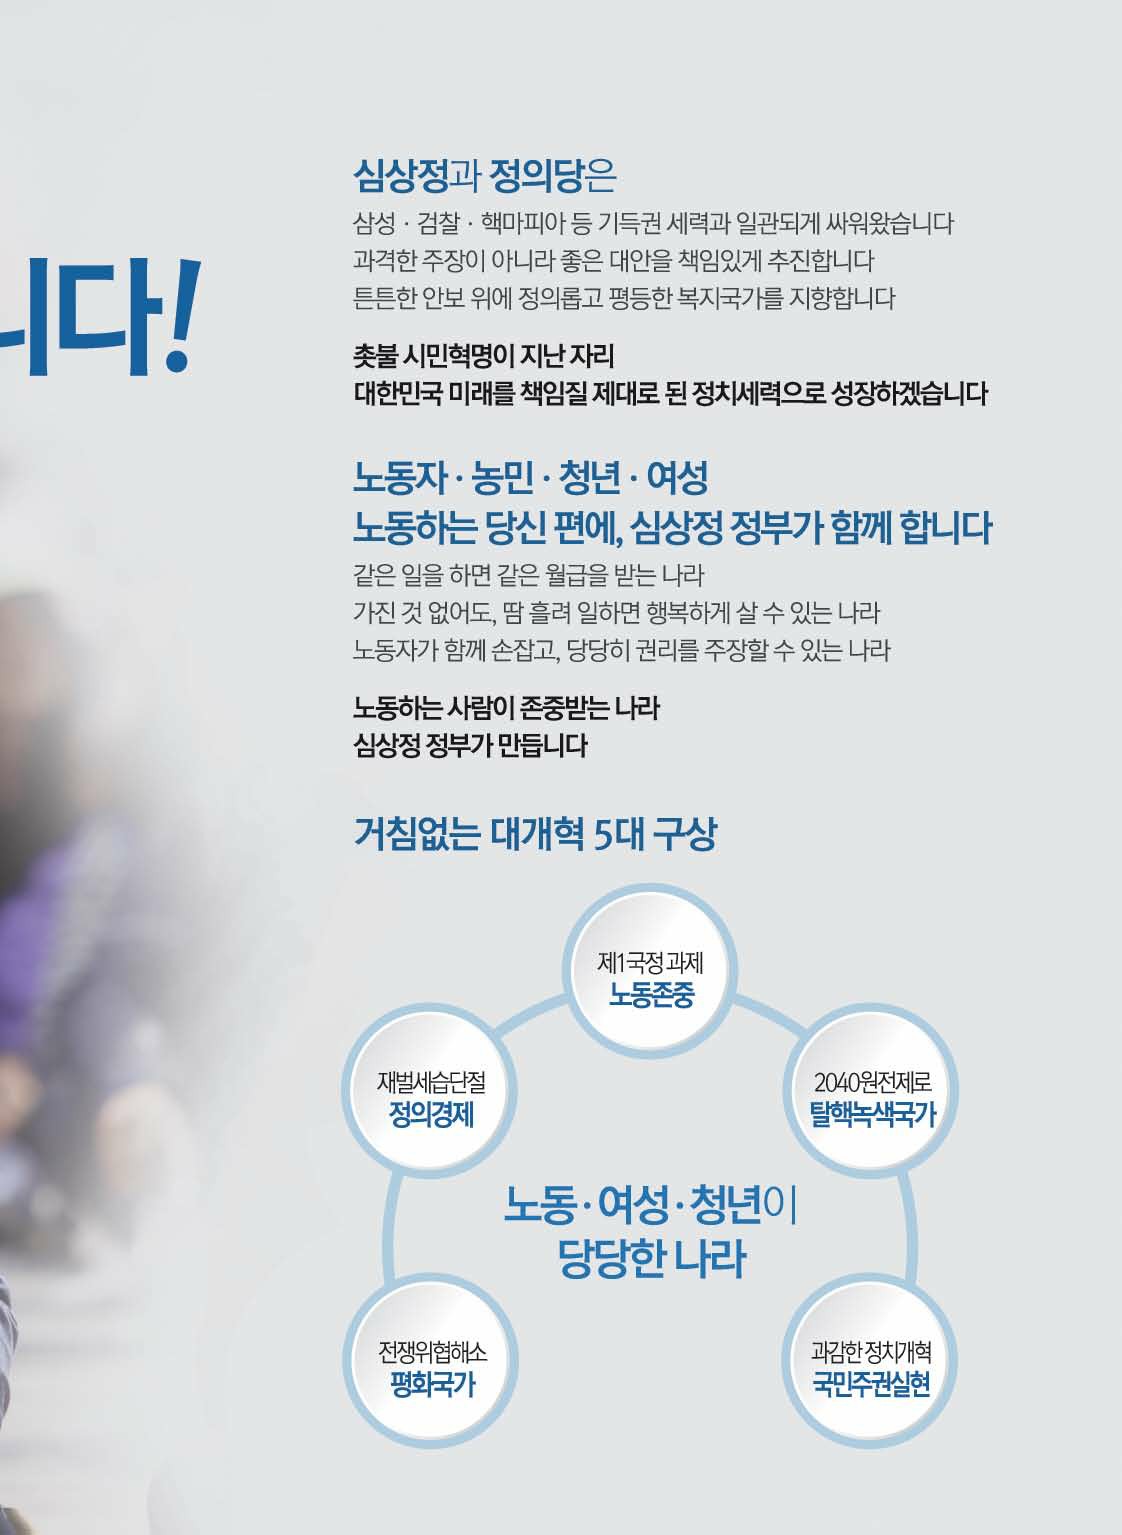 니다!
심상정과 정의당은
삼성 · 검찰 · 핵마피아 등 기득권 세력과 일관되게 싸워왔습니다
과격한 주장이 아니라 좋은 대안을 책임있게 추진합니다
튼튼한 안보 위에 정의롭고 평등한 복지국가를 지향합니다
촛불 시민혁명이 지난 자리
대한민국 미래를 책임질 제대로 된 정치세력으로 성장하겠습니다
노동자 · 농민 · 청년 · 여성
노동하는 당신 편에, 심상정 정부가 함께 합니다
같은 일을 하면 같은 월급을 받는 나라
가진 것 없어도, 땀 흘려 일하면 행복하게 살 수 있는 나라
노동자가 함께 손잡고, 당당히 권리를 주장할 수 있는 나라
노동하는 사람이 존중받는 나라
심상정 정부가 만듭니다
거침없는 대개혁 5대 구상
제1국정 과제
노동존중
재벌세습단절
정의경제
2040원전제로
탈핵녹색국가
노동·여성·청년이
당당한 나라
전쟁위협해소
평화국가
과감한 정치개혁
국민주권실현